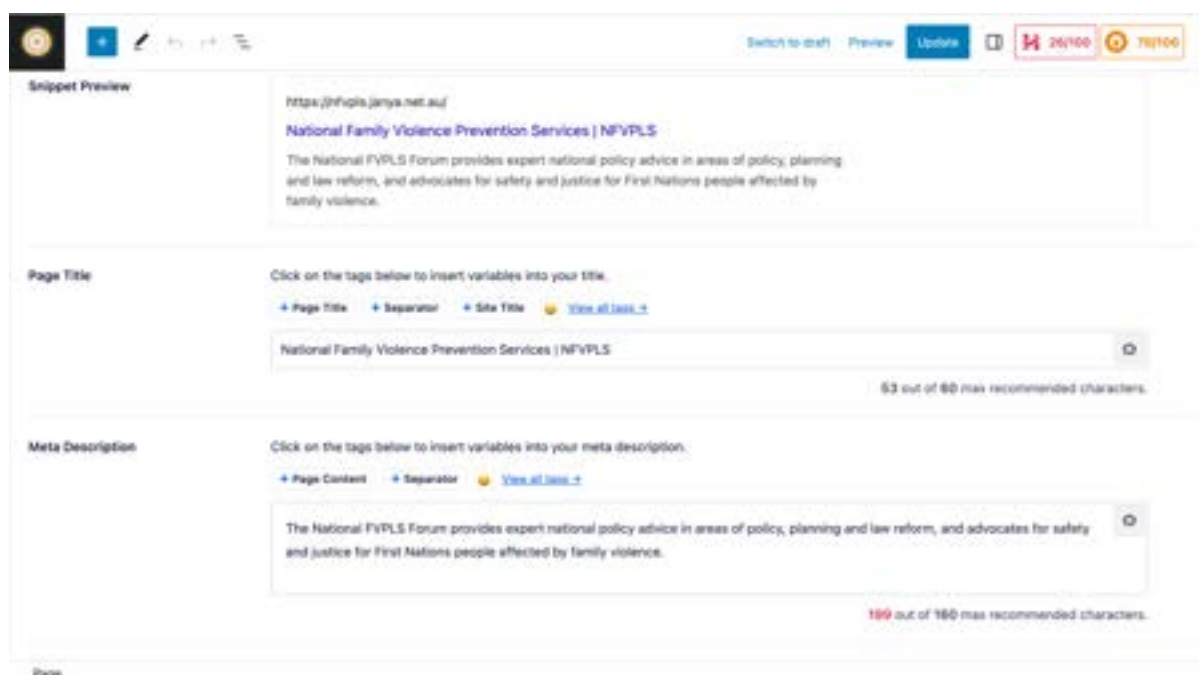 Switch to draft Preview Update 26/100 70/100
Snippet Preview
https://nfvpls.janya.net.au/
National Family Violence Prevention Services | NFVPLS
The National FVPLS Forum provides expert national policy advice in areas of policy, planning
and law reform, and advocates for safety and justice for First Nations people affected by
family violence.
Page Title
Click on the tags below to insert variables into your title.
+ Page Title + Separator + Site Title View all tags →
National Family Violence Prevention Services | NFVPLS
53 out of 60 max recommended characters.
Meta Description
Click on the tags below to insert variables into your meta description.
+ Page Content + Separator View all tags →
The National FVPLS Forum provides expert national policy advice in areas of policy, planning and law reform, and advocates for safety
and justice for First Nations people affected by family violence.
199 out of 160 max recommended characters.
Page